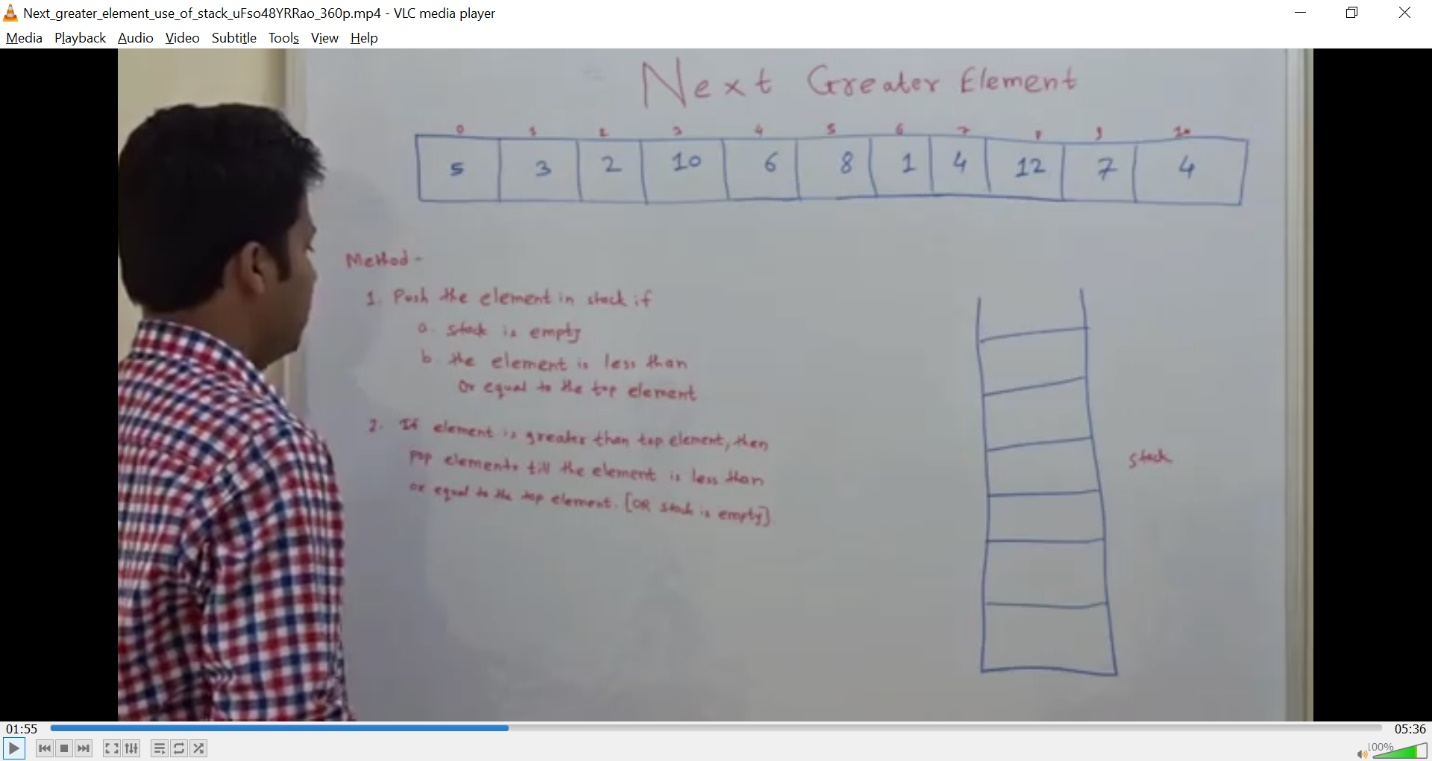 Next_greater_element_use_of_stack_uFso48YRRao_360p.mp4 - VLC media player
Media Playback Audio Video Subtitle Tools View Help
Next Greater Element
0 1 2 3 4 5 6 7 8 9 10
5 3 2 10 6 8 1 4 12 7 4
Method -
1. Push the element in stack if
a. stack is empty
b. the element is less than
or equal to the top element
2. If element is greater than top element, then
pop elements till the element is less than
or equal to the top element. [OR stack is empty]
stack
01:55 05:36
100%